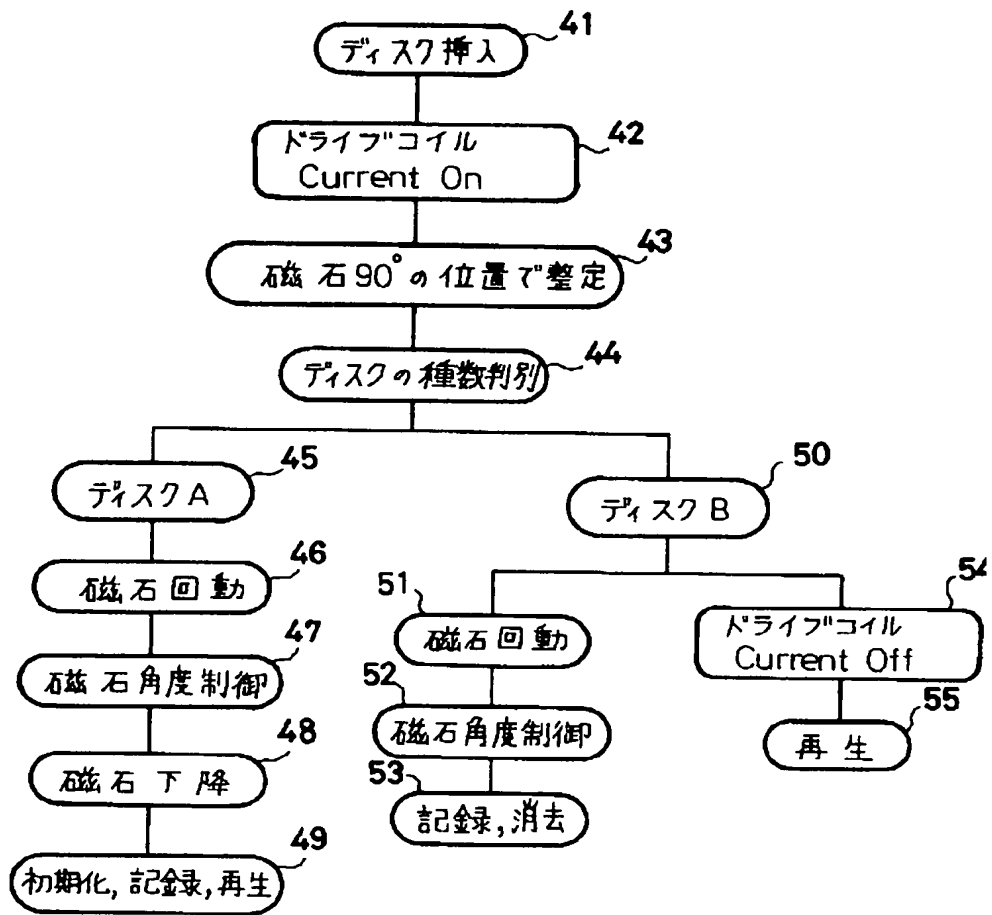 41
ディスク挿入
42
ドライブコイル
Current On
43
磁石90°の位置で整定
44
ディスクの種数判別
45
ディスクA
50
ディスクB
46
磁石回動
47
磁石角度制御
48
磁石下降
49
初期化,記録,再生
51
磁石回動
52
磁石角度制御
53
記録,消去
54
ドライブコイル
Current Off
55
再生